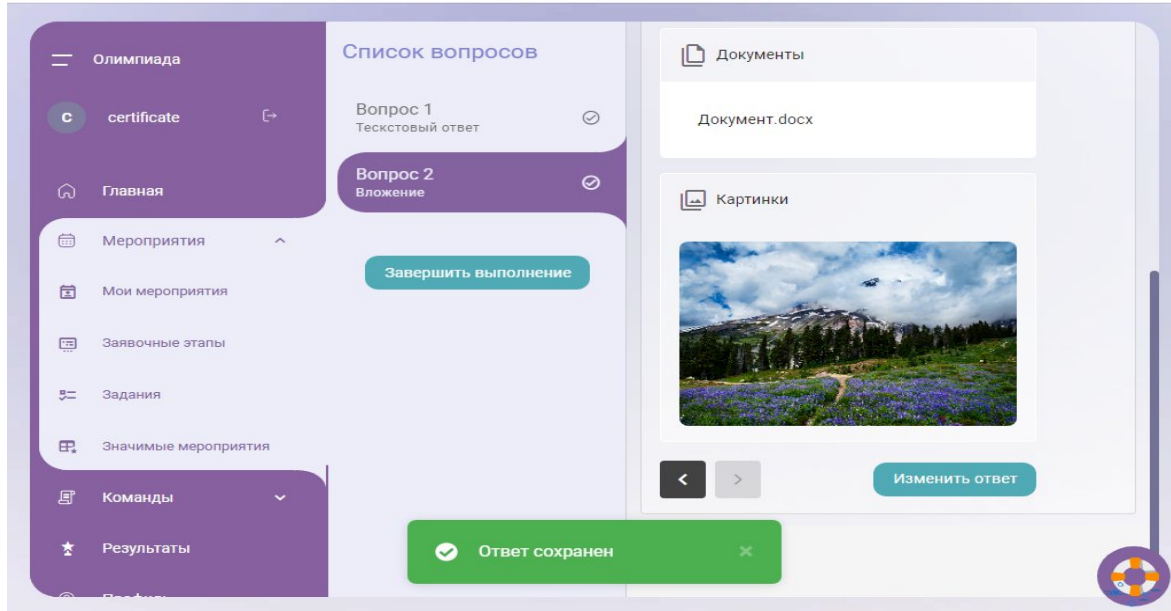 Олимпиада
C
certificate
Главная
Мероприятия
Мои мероприятия
Заявочные этапы
Задания
Значимые мероприятия
Команды
Результаты
Список вопросов
Вопрос 1
Тескстовый ответ
Вопрос 2
Вложение
Завершить выполнение
Документы
Документ.docx
Картинки
Изменить ответ
Ответ сохранен